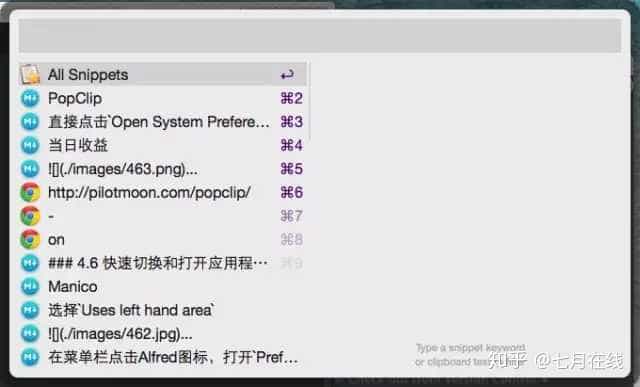 All Snippets ↩
PopClip ⌘2
直接点击`Open System Prefere... ⌘3
当日收益 ⌘4
![](./images/463.png)... ⌘5
http://pilotmoon.com/popclip/ ⌘6
- ⌘7
on ⌘8
### 4.6 快速切换和打开应用程… ⌘9
Manico
选择`Uses left hand area`
![](./images/462.jpg)...
在菜单栏点击Alfred图标，打开`Pref...
Type a snippet keyword
or clipboard text
知乎 @七月在线